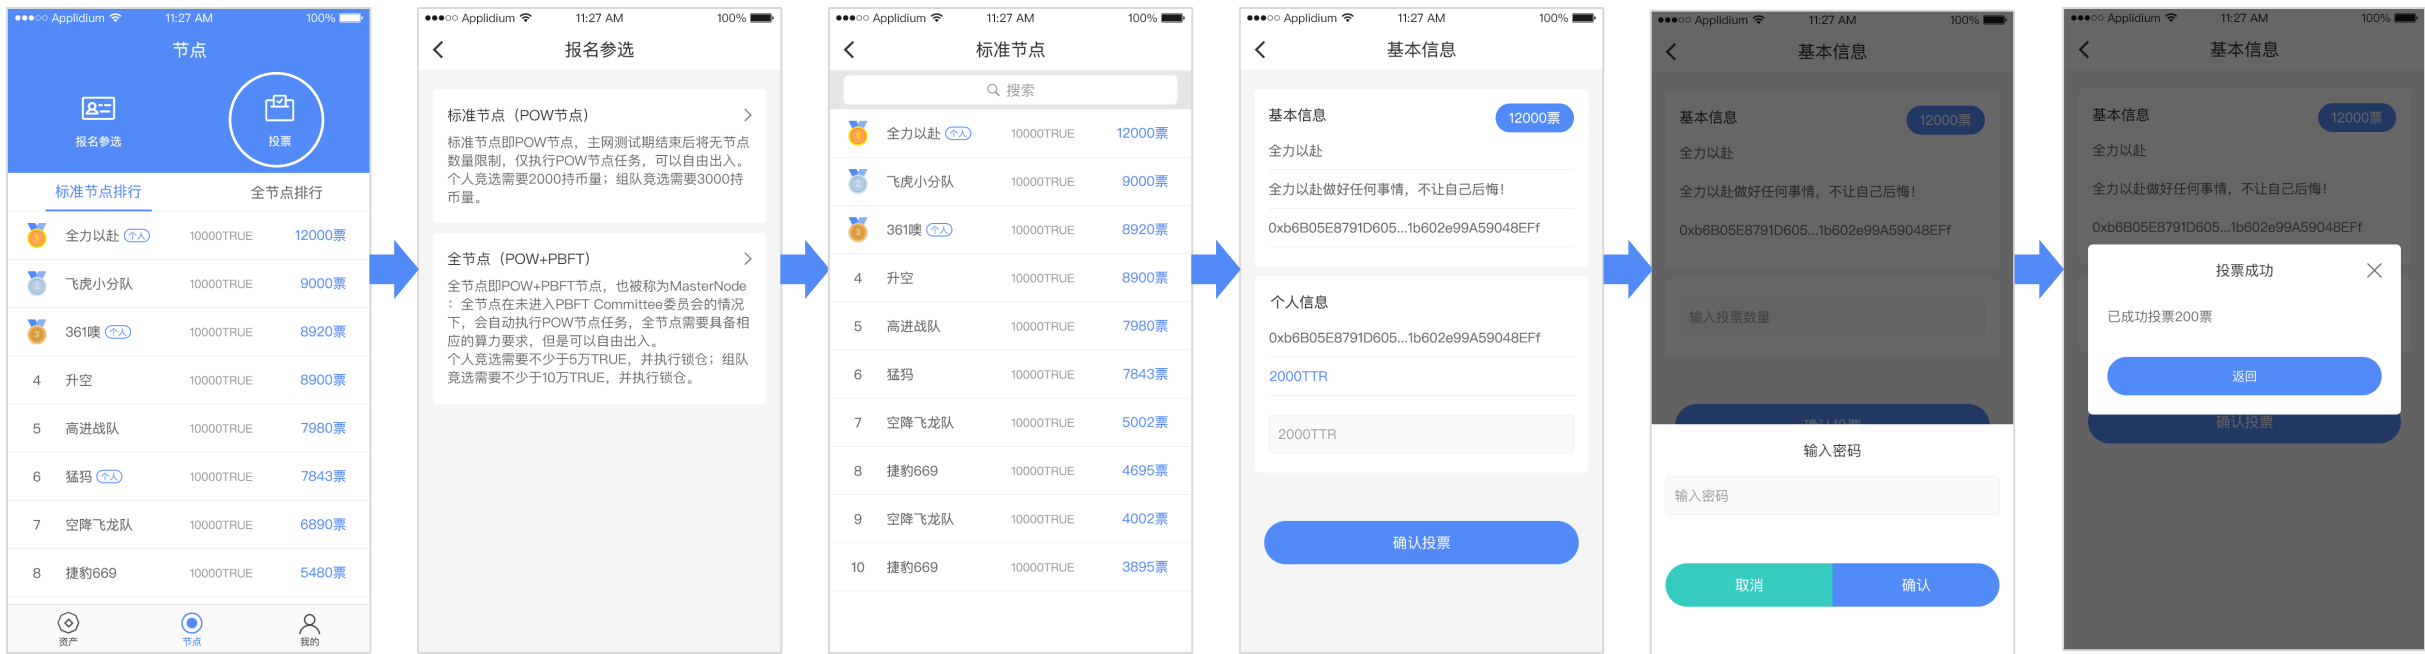 Applidium 11:27 AM 100%
节点
报名参选 投票
标准节点排行 全节点排行
1 全力以赴 个人 10000TRUE 12000票
2 飞虎小分队 10000TRUE 9000票
3 361噢 个人 10000TRUE 8920票
4 升空 10000TRUE 8900票
5 高进战队 10000TRUE 7980票
6 猛犸 个人 10000TRUE 7843票
7 空降飞龙队 10000TRUE 6890票
8 捷豹669 10000TRUE 5480票
资产 节点 我的
Applidium 11:27 AM 100%
报名参选
标准节点（POW节点）
标准节点即POW节点，主网测试期结束后将无节点
数量限制，仅执行POW节点任务，可以自由出入。
个人竞选需要2000持币量；组队竞选需要3000持
币量。
全节点（POW+PBFT）
全节点即POW+PBFT节点，也被称为MasterNode
：全节点在未进入PBFT Committee委员会的情况
下，会自动执行POW节点任务，全节点需要具备相
应的算力要求，但是可以自由出入。
个人竞选需要不少于5万TRUE，并执行锁仓；组队
竞选需要不少于10万TRUE，并执行锁仓。
Applidium 11:27 AM 100%
标准节点
搜索
1 全力以赴 个人 10000TRUE 12000票
2 飞虎小分队 10000TRUE 9000票
3 361噢 个人 10000TRUE 8920票
4 升空 10000TRUE 8900票
5 高进战队 10000TRUE 7980票
6 猛犸 10000TRUE 7843票
7 空降飞龙队 10000TRUE 5002票
8 捷豹669 10000TRUE 4695票
9 空降飞龙队 10000TRUE 4002票
10 捷豹669 10000TRUE 3895票
Applidium 11:27 AM 100%
基本信息
基本信息 12000票
全力以赴
全力以赴做好任何事情，不让自己后悔！
0xb6B05E8791D605...1b602e99A59048EFf
个人信息
0xb6B05E8791D605...1b602e99A59048EFf
2000TTR
2000TTR
确认投票
Applidium 11:27 AM 100%
基本信息
基本信息 12000票
全力以赴
全力以赴做好任何事情，不让自己后悔！
0xb6B05E8791D605...1b602e99A59048EFf
输入投票数量
确认投票
输入密码
输入密码
取消 确认
Applidium 11:27 AM 100%
基本信息
基本信息 12000票
全力以赴
全力以赴做好任何事情，不让自己后悔！
0xb6B05E8791D605...1b602e99A59048EFf
投票成功
已成功投票200票
返回
确认投票